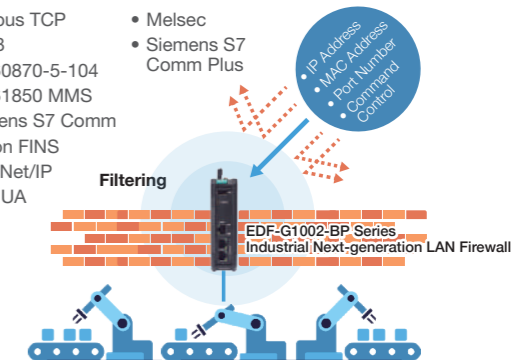 ous TCP
3
0870-5-104
1850 MMS
ens S7 Comm
on FINS
Net/IP
UA
• Melsec
• Siemens S7
Comm Plus
• IP Address
• MAC Address
• Port Number
• Command
Control
Filtering
EDF-G1002-BP Series
Industrial Next-generation LAN Firewall